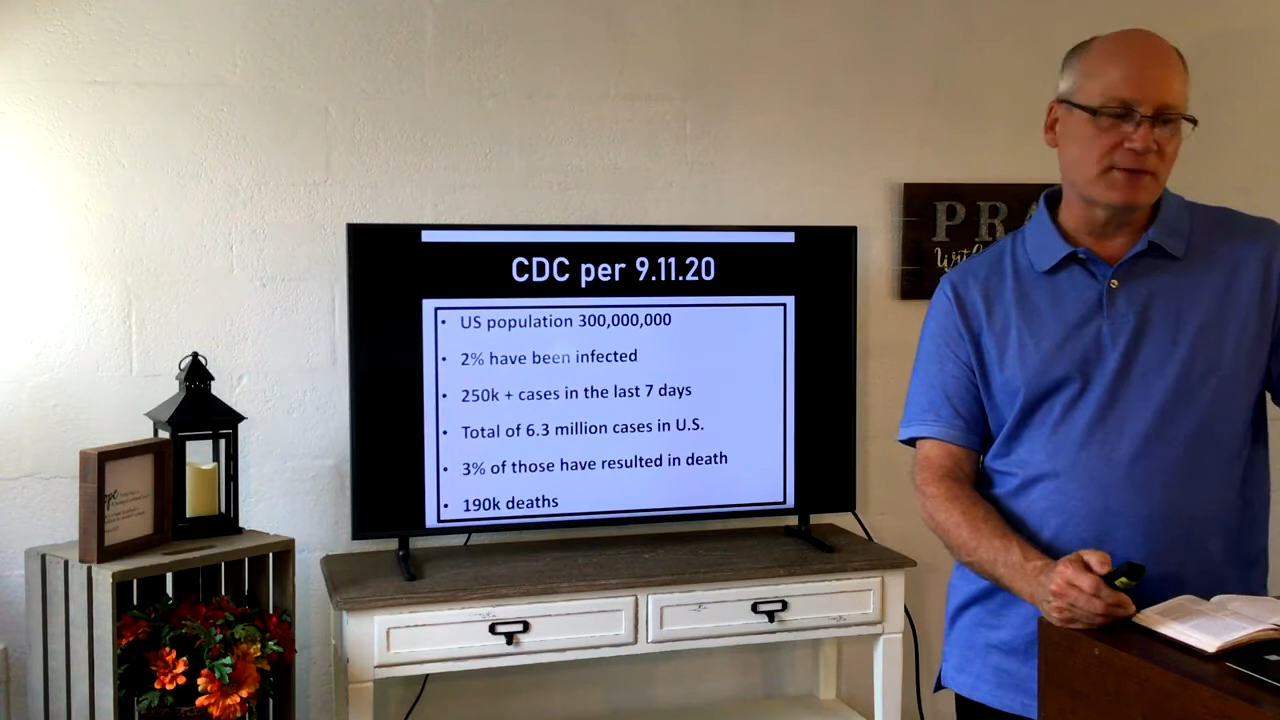 CDC per 9.11.20
• US population 300,000,000
• 2% have been infected
• 250k + cases in the last 7 days
• Total of 6.3 million cases in U.S.
• 3% of those have resulted in death
• 190k deaths
PRA